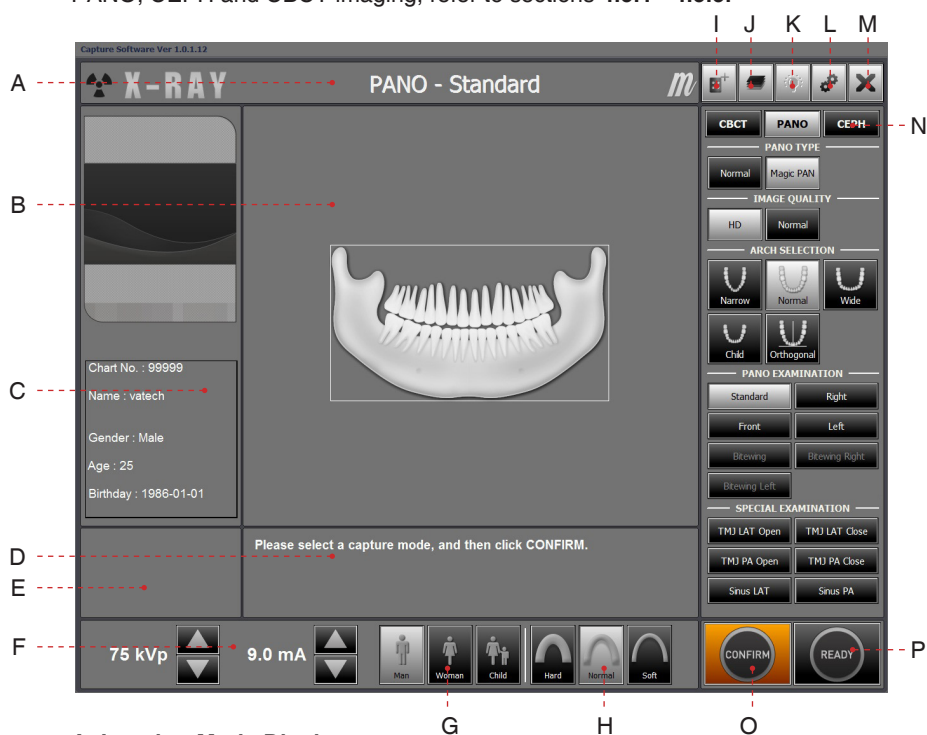 PANO, CEPH and CBCT imaging, refer to sections
I J K L M
Capture Software Ver 1.0.1.12
A X-RAY PANO - Standard m
CBCT PANO CEPH N
PANO TYPE
Normal Magic PAN
B IMAGE QUALITY
HD Normal
ARCH SELECTION
Narrow Normal Wide
Child Orthogonal
C Chart No. : 99999
Name : vatech
Gender : Male
Age : 25
Birthday : 1986-01-01
PANO EXAMINATION
Standard Right
Front Left
Bitewing Bitewing Right
Bitewing Left
SPECIAL EXAMINATION
TMJ LAT Open TMJ LAT Close
TMJ PA Open TMJ PA Close
Sinus LAT Sinus PA
D Please select a capture mode, and then click CONFIRM.
E
F 75 kVp 9.0 mA Man Woman Child Hard Normal Soft CONFIRM READY P
G H O